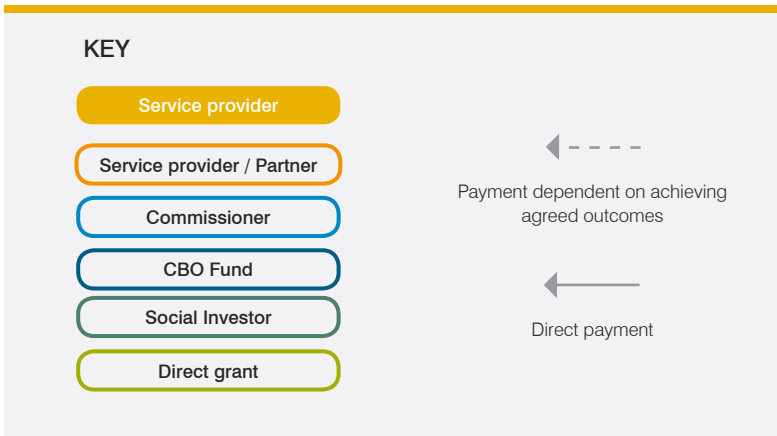 KEY
Service provider
Service provider / Partner
Commissioner
CBO Fund
Social Investor
Direct grant
Payment dependent on achieving
agreed outcomes
Direct payment